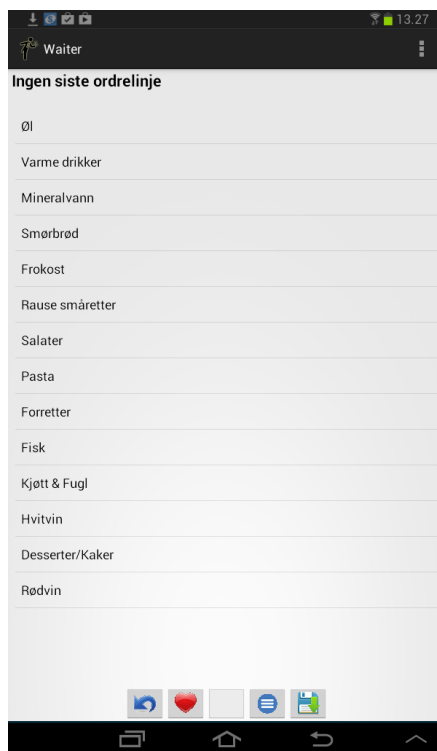 13.27
Waiter
Ingen siste ordrelinje
Øl
Varme drikker
Mineralvann
Smørbrød
Frokost
Rause småretter
Salater
Pasta
Forretter
Fisk
Kjøtt & Fugl
Hvitvin
Desserter/Kaker
Rødvin